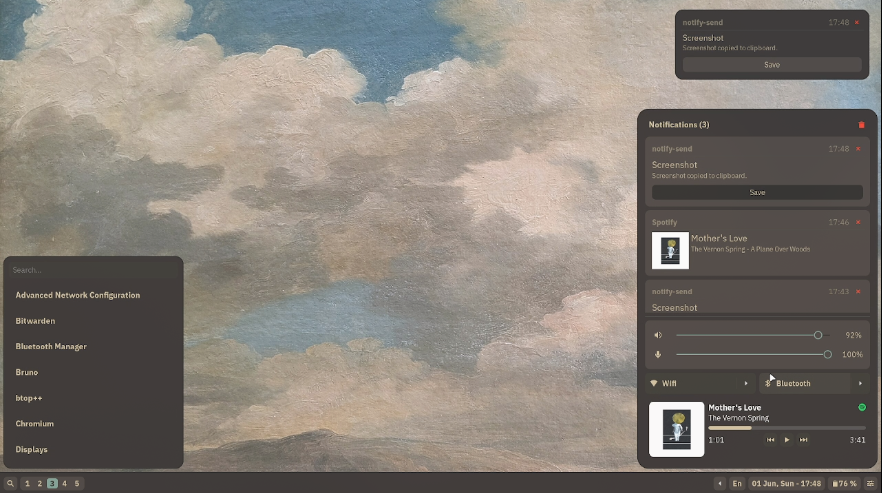 notify-send 17:48
Screenshot
Screenshot copied to clipboard.
Save
Notifications (3)
notify-send 17:48
Screenshot
Screenshot copied to clipboard.
Save
Spotify 17:46
Mother's Love
The Vernon Spring - A Plane Over Woods
notify-send 17:43
Screenshot
92%
100%
Wifi
Bluetooth
Mother's Love
The Vernon Spring
1:01 3:41
Search...
Advanced Network Configuration
Bitwarden
Bluetooth Manager
Bruno
btop++
Chromium
Displays
1 2 3 4 5
En 01 Jun, Sun - 17:48 76 %